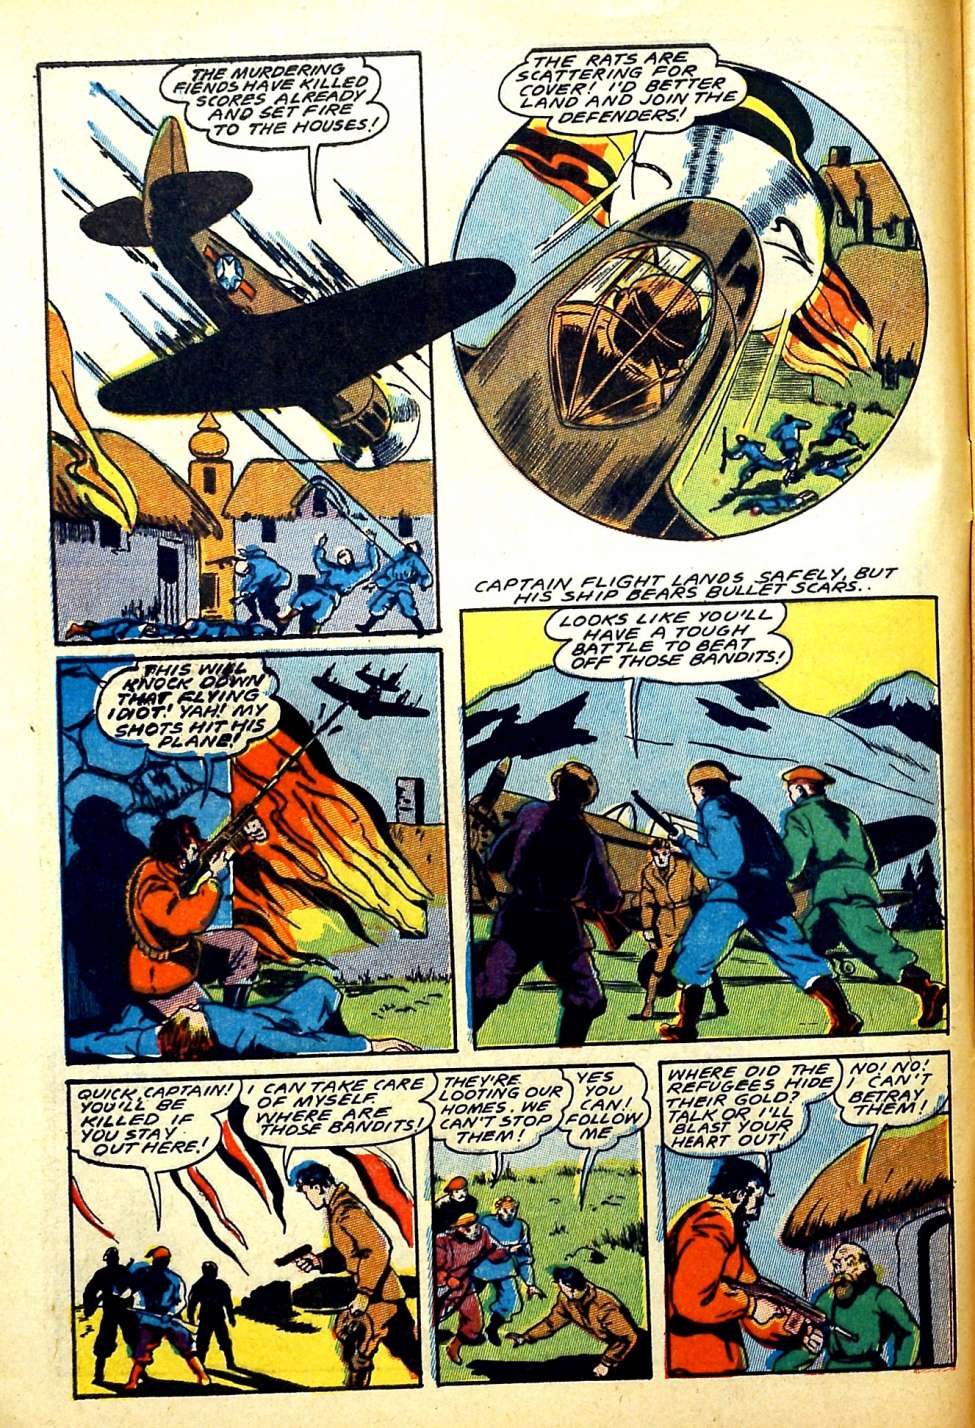 THE MURDERING
FIENDS HAVE KILLED
SCORES ALREADY
AND SET FIRE
TO THE HOUSES!
THE RATS ARE
SCATTERING FOR
COVER! I'D BETTER
LAND AND JOIN THE
DEFENDERS!
THIS WILL
KNOCK DOWN
THAT FLYING
IDIOT! YAH! MY
SHOTS HIT HIS
PLANE!
CAPTAIN FLIGHT LANDS SAFELY, BUT
HIS SHIP BEARS BULLET SCARS..
LOOKS LIKE YOU'LL
HAVE A TOUGH
BATTLE TO BEAT
OFF THOSE BANDITS!
QUICK, CAPTAIN!
YOU'LL BE
KILLED IF
YOU STAY
OUT HERE!
I CAN TAKE CARE
OF MYSELF.
WHERE ARE
THOSE BANDITS!
THEY'RE
LOOTING OUR
HOMES. WE
CAN'T STOP
THEM!
YES
YOU
CAN!
FOLLOW
ME
WHERE DID THE
REFUGEES HIDE
THEIR GOLD?
TALK OR I'LL
BLAST YOUR
HEART OUT!
NO! NO!
I CAN'T
BETRAY
THEM!